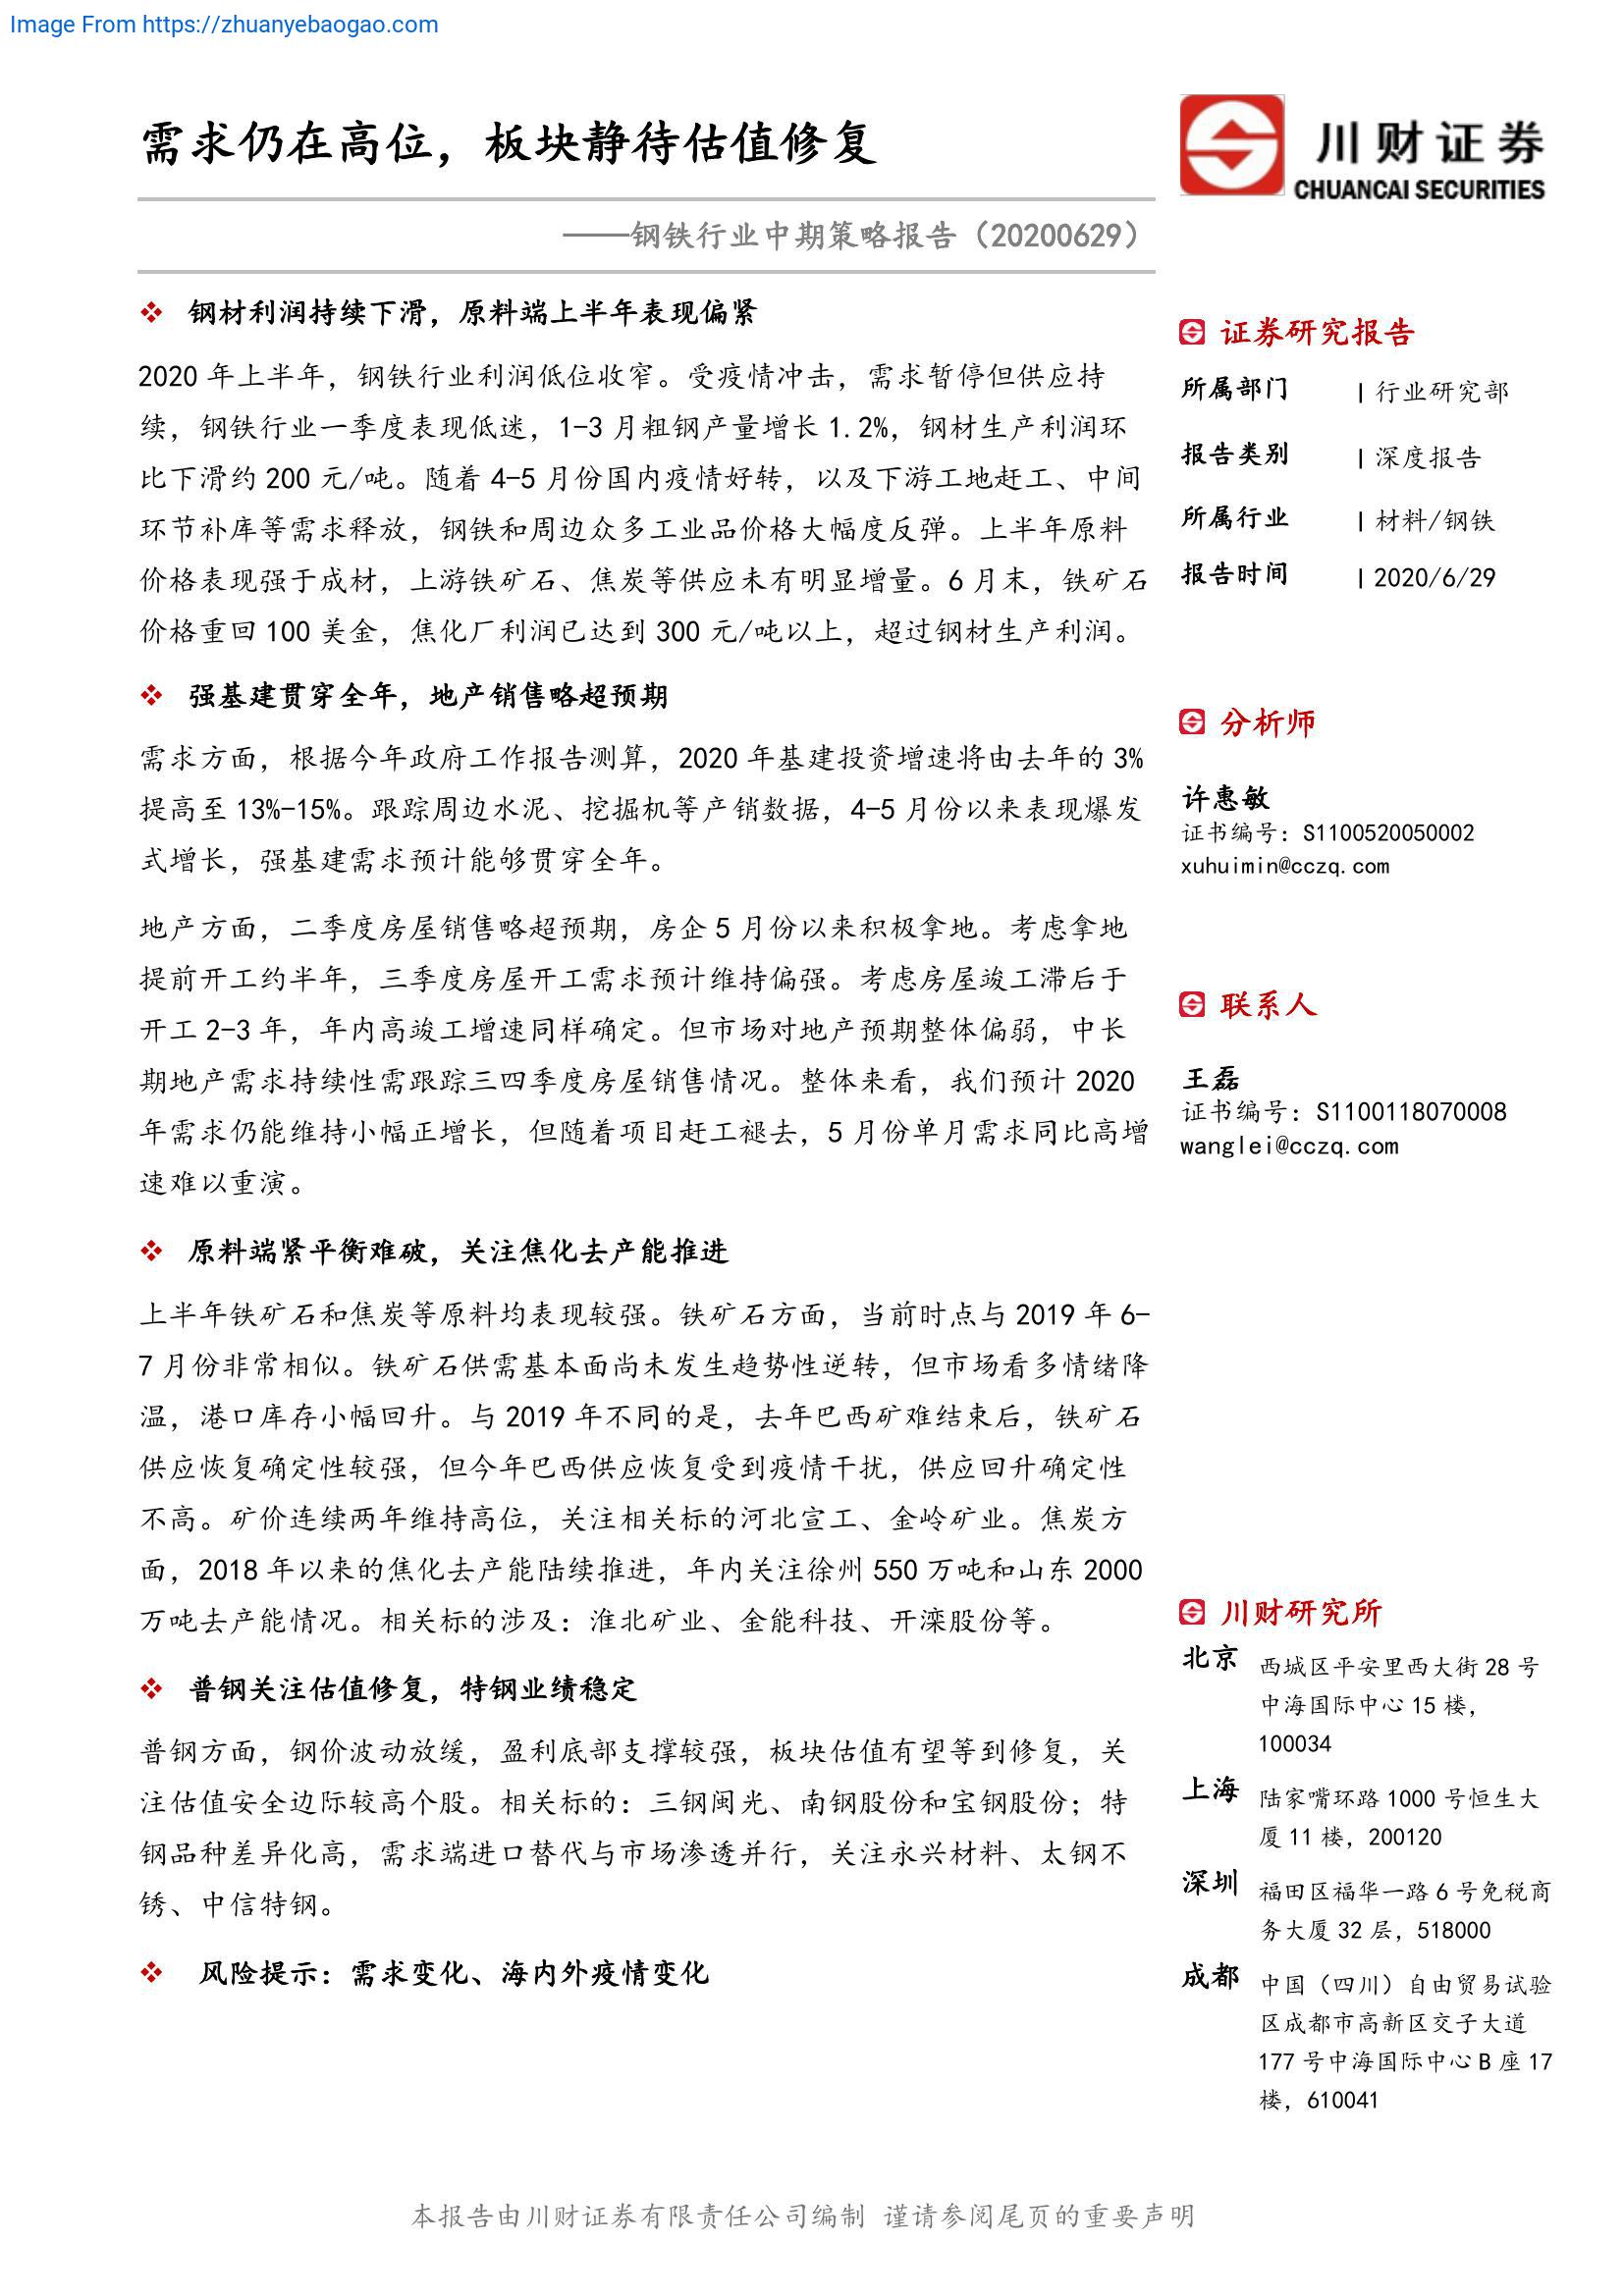 Image From https://zhuanyebaogao.com
需求仍在高位，板块静待估值修复
——钢铁行业中期策略报告（20200629）
川财证券
CHUANCAI SECURITIES
❖ 钢材利润持续下滑，原料端上半年表现偏紧
2020 年上半年，钢铁行业利润低位收窄。受疫情冲击，需求暂停但供应持
续，钢铁行业一季度表现低迷，1-3 月粗钢产量增长 1.2%，钢材生产利润环
比下滑约 200 元/吨。随着 4-5 月份国内疫情好转，以及下游工地赶工、中间
环节补库等需求释放，钢铁和周边众多工业品价格大幅度反弹。上半年原料
价格表现强于成材，上游铁矿石、焦炭等供应未有明显增量。6 月末，铁矿石
价格重回 100 美金，焦化厂利润已达到 300 元/吨以上，超过钢材生产利润。
❖ 强基建贯穿全年，地产销售略超预期
需求方面，根据今年政府工作报告测算，2020 年基建投资增速将由去年的 3%
提高至 13%-15%。跟踪周边水泥、挖掘机等产销数据，4-5 月份以来表现爆发
式增长，强基建需求预计能够贯穿全年。
地产方面，二季度房屋销售略超预期，房企 5 月份以来积极拿地。考虑拿地
提前开工约半年，三季度房屋开工需求预计维持偏强。考虑房屋竣工滞后于
开工 2-3 年，年内高竣工增速同样确定。但市场对地产预期整体偏弱，中长
期地产需求持续性需跟踪三四季度房屋销售情况。整体来看，我们预计 2020
年需求仍能维持小幅正增长，但随着项目赶工褪去，5 月份单月需求同比高增
速难以重演。
❖ 原料端紧平衡难破，关注焦化去产能推进
上半年铁矿石和焦炭等原料均表现较强。铁矿石方面，当前时点与 2019 年 6-
7 月份非常相似。铁矿石供需基本面尚未发生趋势性逆转，但市场看多情绪降
温，港口库存小幅回升。与 2019 年不同的是，去年巴西矿难结束后，铁矿石
供应恢复确定性较强，但今年巴西供应恢复受到疫情干扰，供应回升确定性
不高。矿价连续两年维持高位，关注相关标的河北宣工、金岭矿业。焦炭方
面，2018 年以来的焦化去产能陆续推进，年内关注徐州 550 万吨和山东 2000
万吨去产能情况。相关标的涉及：淮北矿业、金能科技、开滦股份等。
❖ 普钢关注估值修复，特钢业绩稳定
普钢方面，钢价波动放缓，盈利底部支撑较强，板块估值有望等到修复，关
注估值安全边际较高个股。相关标的：三钢闽光、南钢股份和宝钢股份；特
钢品种差异化高，需求端进口替代与市场渗透并行，关注永兴材料、太钢不
锈、中信特钢。
❖ 风险提示：需求变化、海内外疫情变化
证券研究报告
所属部门 | 行业研究部
报告类别 | 深度报告
所属行业 | 材料/钢铁
报告时间 | 2020/6/29
分析师
许惠敏
证书编号：S1100520050002
xuhuimin@cczq.com
联系人
王磊
证书编号：S1100118070008
wanglei@cczq.com
川财研究所
北京 西城区平安里西大街 28 号
中海国际中心 15 楼，
100034
上海 陆家嘴环路 1000 号恒生大
厦 11 楼，200120
深圳 福田区福华一路 6 号免税商
务大厦 32 层，518000
成都 中国（四川）自由贸易试验
区成都市高新区交子大道
177 号中海国际中心 B 座 17
楼，610041
本报告由川财证券有限责任公司编制 谨请参阅尾页的重要声明